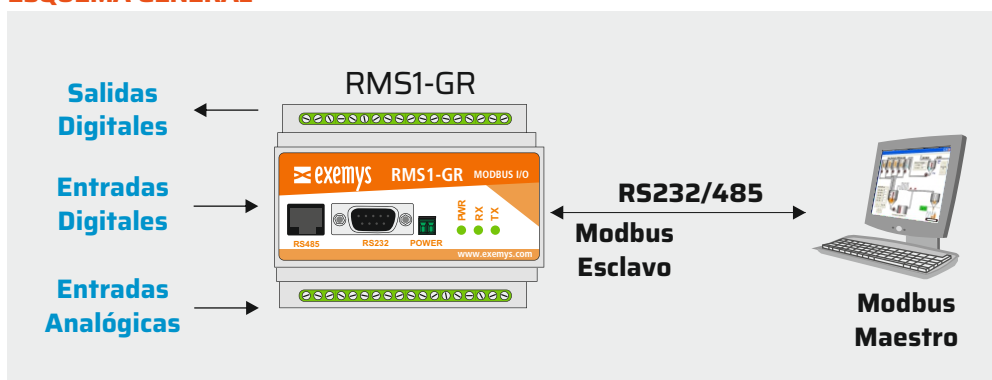 ESQUEMA GENERAL
RMS1-GR
Salidas
Digitales
Entradas
Digitales
Entradas
Analógicas
exemys RMS1-GR MODBUS I/O
PWR
RX
TX
RS485 RS232 POWER
www.exemys.com
RS232/485
Modbus
Esclavo
Modbus
Maestro